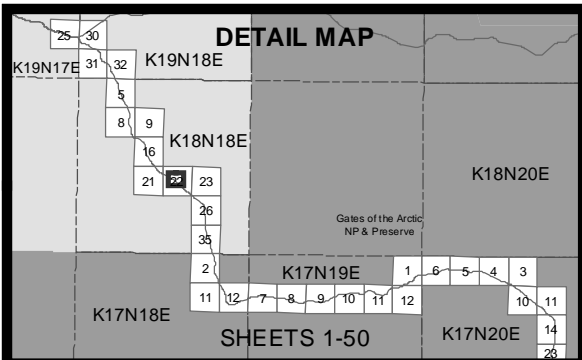 DETAIL MAP
25 30
K19N17E 31 32 K19N18E
5
8 9
K18N18E
16
21 22 23
K18N20E
26
Gates of the Arctic
NP & Preserve
35
2 K17N19E 1 6 5 4 3
11 12 7 8 9 10 11 12 10 11
K17N18E
14
SHEETS 1-50 K17N20E
23